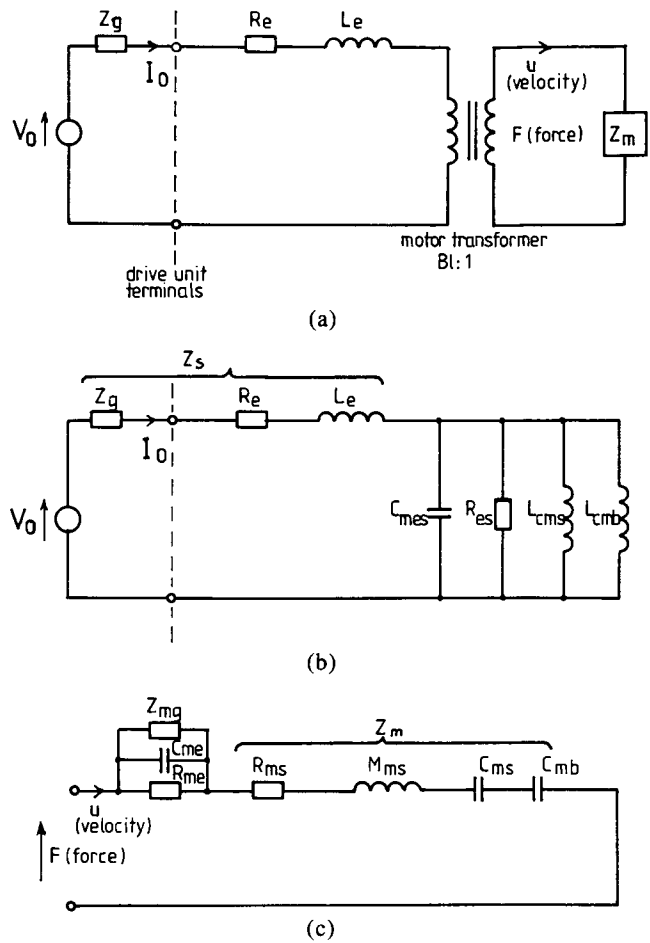 Zg Re Le
I0
V0
u
(velocity)
F (force)
Zm
motor transformer
Bl:1
drive unit
terminals
(a)
Zs
Zg Re Le
I0
V0
Cmes Res Lcms Lcmb
(b)
Zmg
Cme
Rme
Zm
Rms Mms Cms Cmb
u
(velocity)
F (force)
(c)